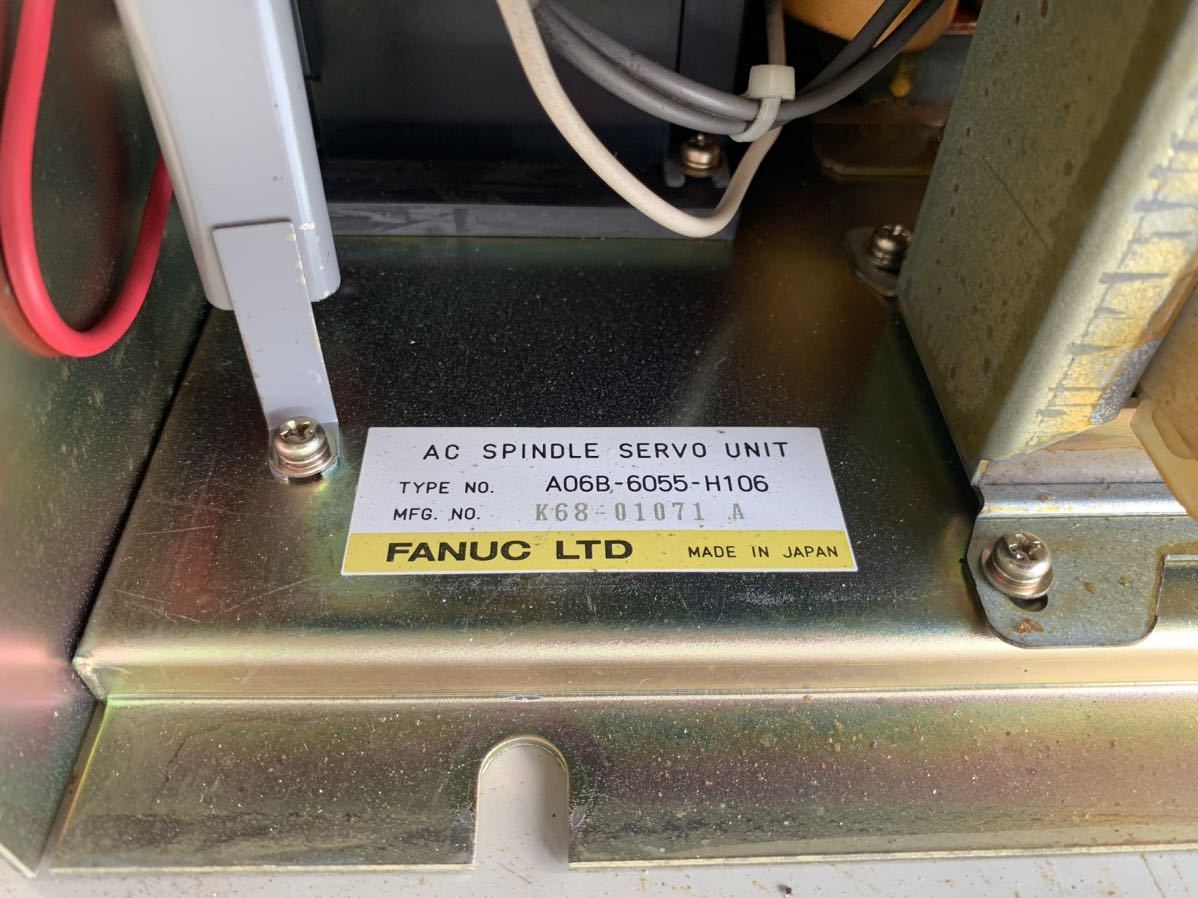 AC SPINDLE SERVO UNIT
TYPE NO. A06B-6055-H106
MFG. NO. K68-01071 A
FANUC LTD MADE IN JAPAN